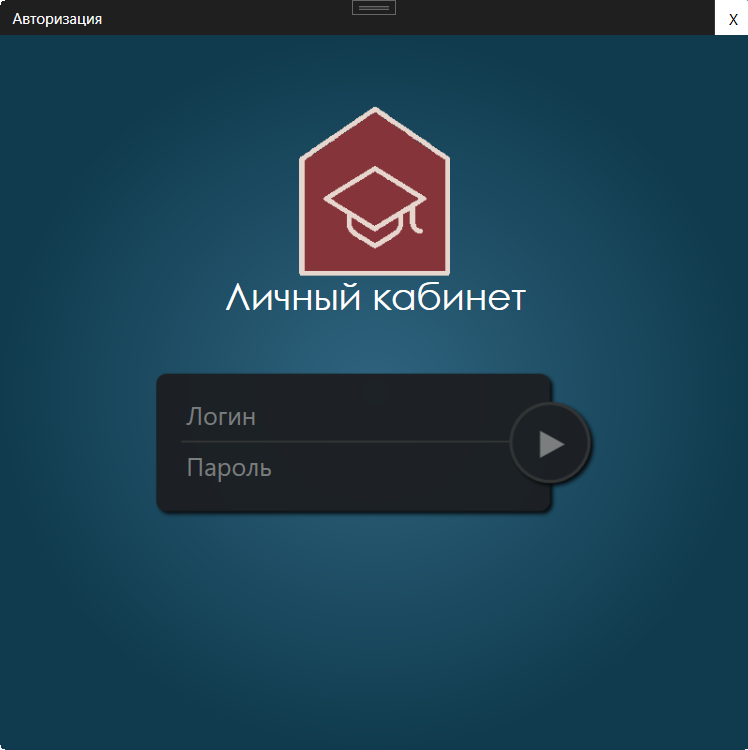 Авторизация
X
Личный кабинет
Логин
Пароль